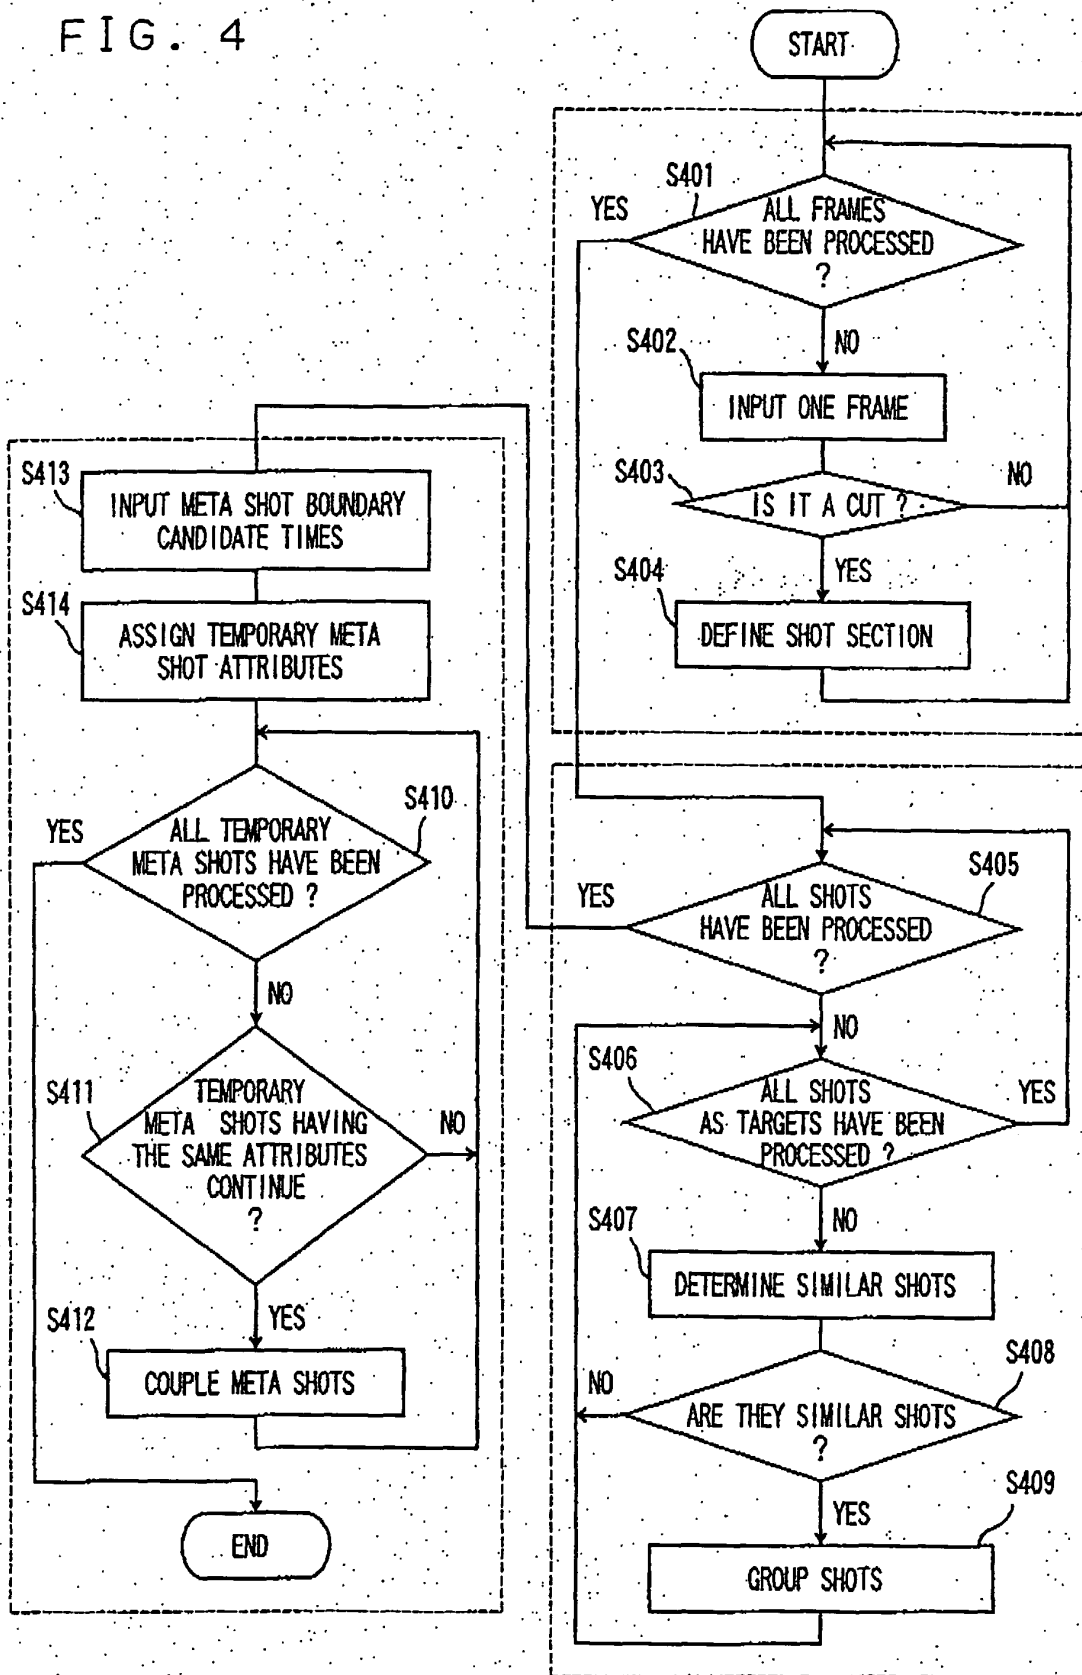 FIG. 4
START
S401
YES
ALL FRAMES
HAVE BEEN PROCESSED
?
NO
S402
INPUT ONE FRAME
S403
IS IT A CUT ?
NO
YES
S404
DEFINE SHOT SECTION
S405
YES
ALL SHOTS
HAVE BEEN PROCESSED
?
NO
S406
ALL SHOTS
AS TARGETS HAVE BEEN
PROCESSED ?
YES
NO
S407
DETERMINE SIMILAR SHOTS
S408
NO
ARE THEY SIMILAR SHOTS
?
YES
S409
GROUP SHOTS
S413
INPUT META SHOT BOUNDARY
CANDIDATE TIMES
S414
ASSIGN TEMPORARY META
SHOT ATTRIBUTES
S410
YES
ALL TEMPORARY
META SHOTS HAVE BEEN
PROCESSED ?
NO
S411
TEMPORARY
META SHOTS HAVING
THE SAME ATTRIBUTES
CONTINUE
?
NO
YES
S412
COUPLE META SHOTS
END